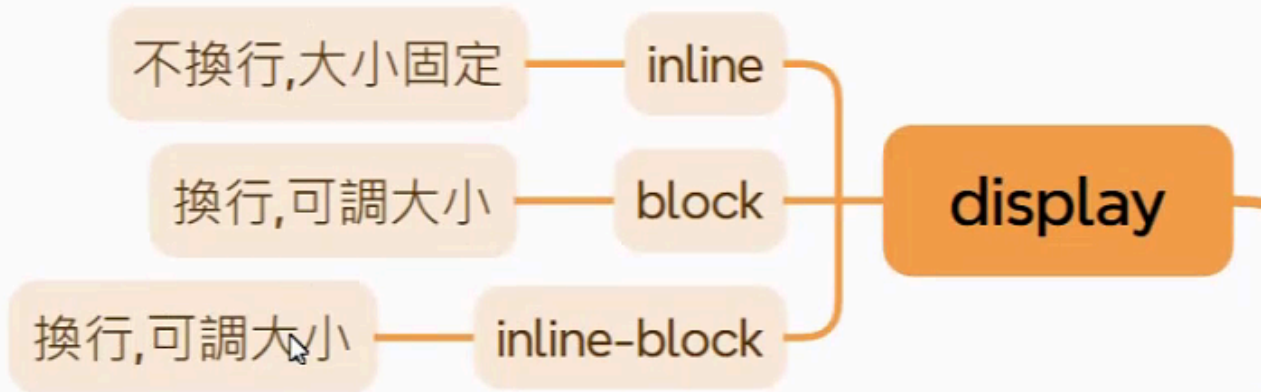 不換行,大小固定
inline
換行,可調大小
block
display
換行,可調大小
inline-block